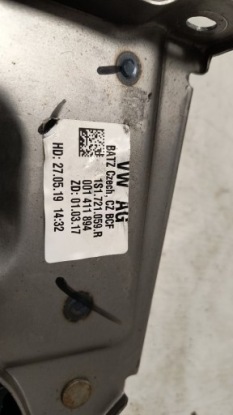 VW AG
BATZ Czech, CZ BCF
1S1.721.059.R
001 411 894
ZD: 01.03.17
HD: 27.05.19 14:32